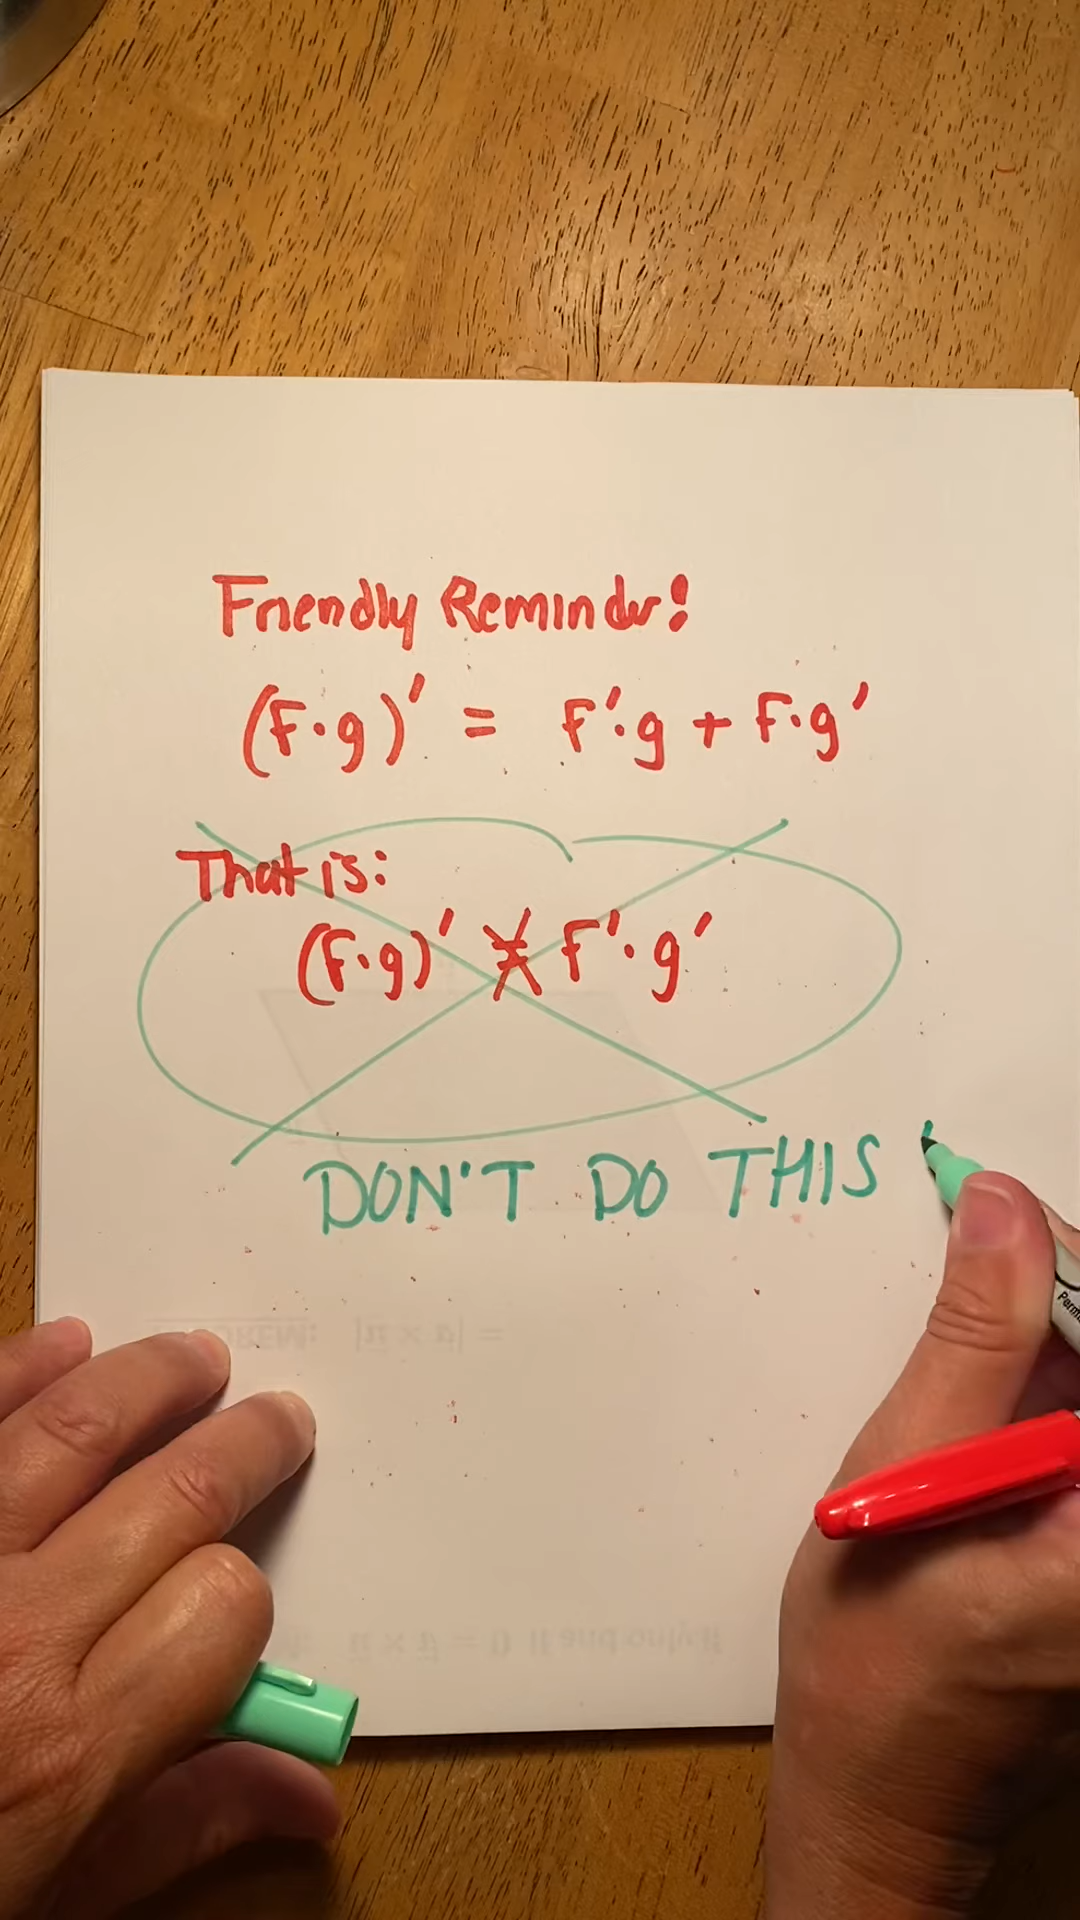 Friendly Reminder!
(f·g)' = f'·g + f·g'
That is:
(f·g)' ≠ f'·g'
DON'T DO THIS